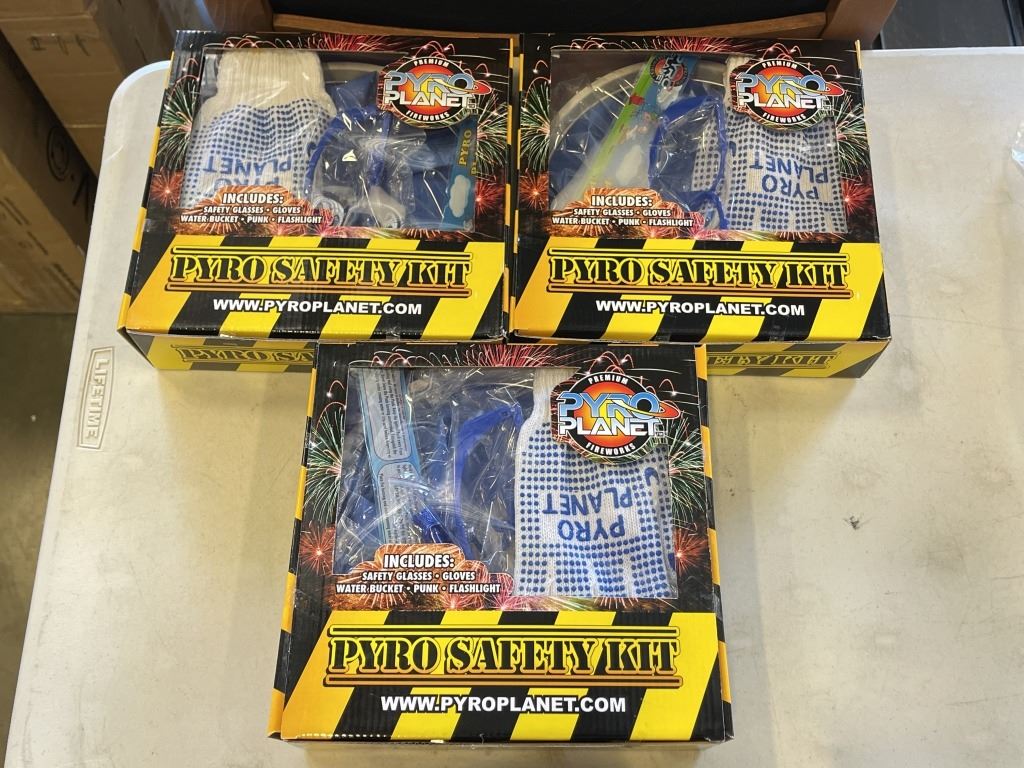 PREMIUM
PYRO
PLANET
FIREWORKS
PYRO
PLANET
PYRO
INCLUDES:
SAFETY GLASSES • GLOVES
WATER BUCKET • PUNK • FLASHLIGHT
PYRO SAFETY KIT
WWW.PYROPLANET.COM
PYRO SA
PREMIUM
PYRO
PLANET
FIREWORKS
PYRO
PLANET
INCLUDES:
SAFETY GLASSES • GLOVES
WATER BUCKET • PUNK • FLASHLIGHT
PYRO SAFETY KIT
WWW.PYROPLANET.COM
LIFETIME
PREMIUM
PYRO
PLANET
FIREWORKS
PYRO
PLANET
INCLUDES:
SAFETY GLASSES • GLOVES
WATER BUCKET • PUNK • FLASHLIGHT
PYRO SAFETY KIT
WWW.PYROPLANET.COM